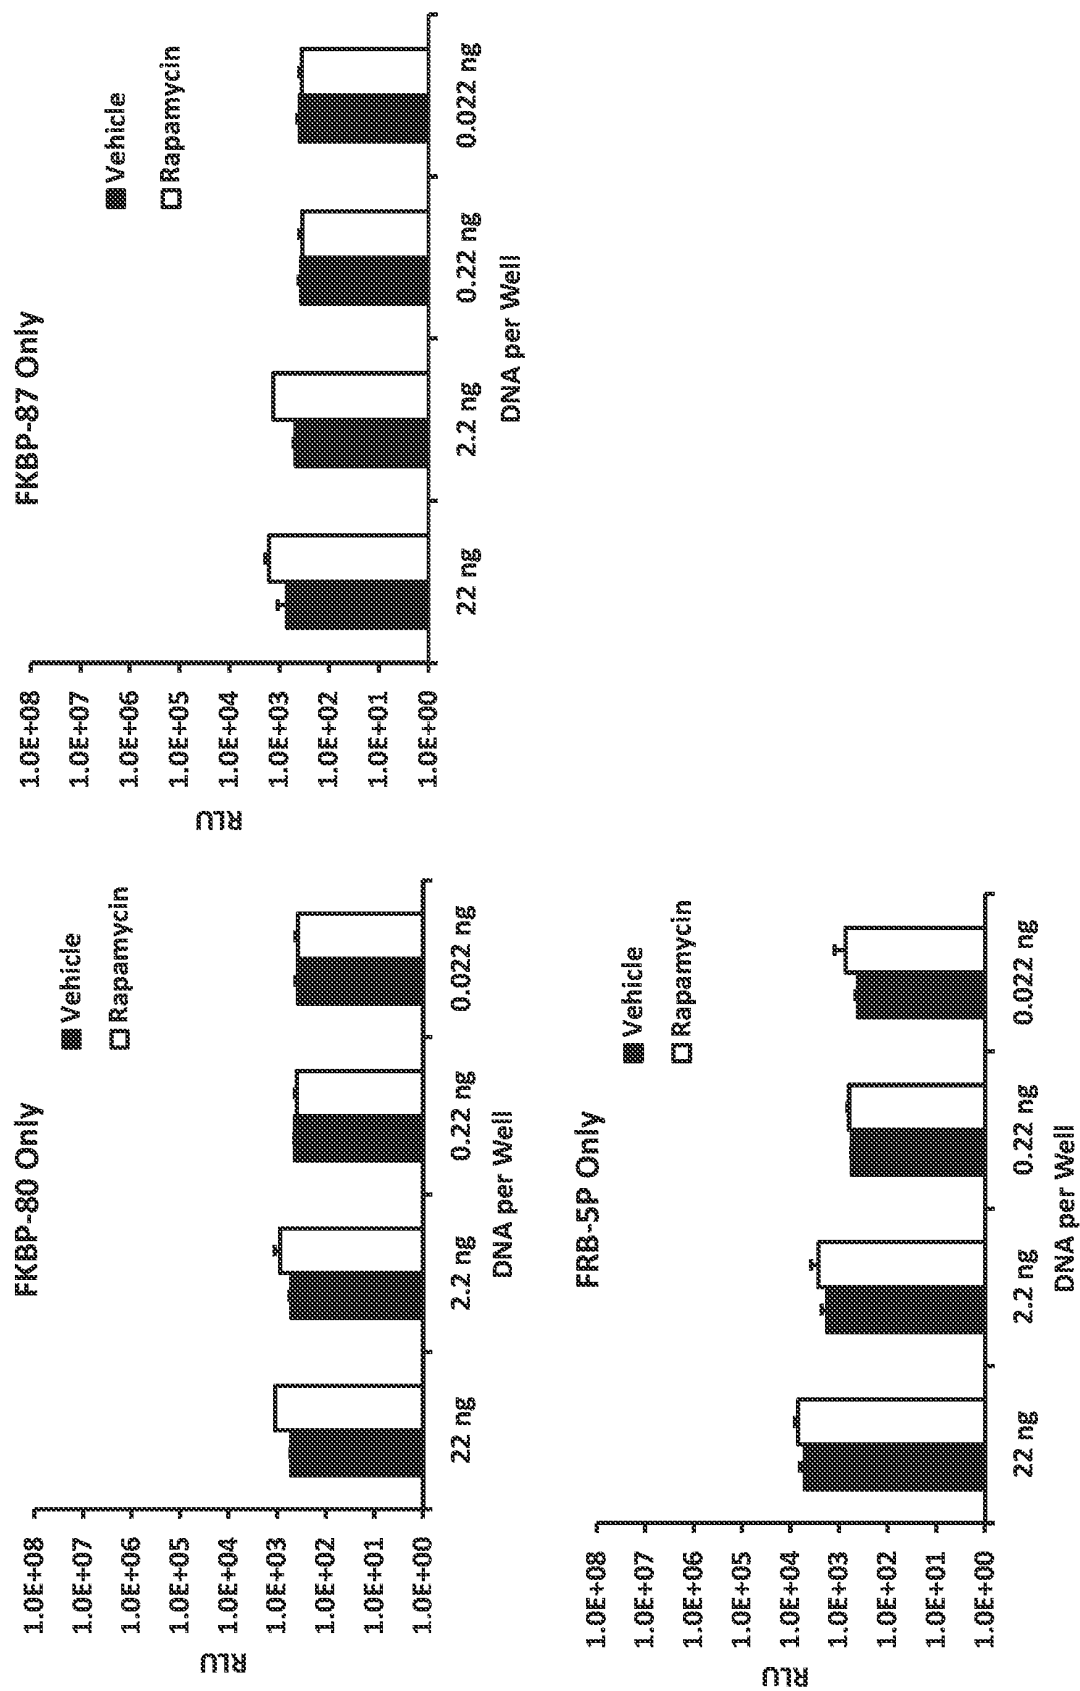 FKBP-80 Only
1.0E+08
1.0E+07
1.0E+06
1.0E+05
1.0E+04
1.0E+03
1.0E+02
1.0E+01
1.0E+00
RLU
Vehicle
Rapamycin
22 ng
2.2 ng
0.22 ng
0.022 ng
DNA per Well
FKBP-87 Only
1.0E+08
1.0E+07
1.0E+06
1.0E+05
1.0E+04
1.0E+03
1.0E+02
1.0E+01
1.0E+00
RLU
Vehicle
Rapamycin
22 ng
2.2 ng
0.22 ng
0.022 ng
DNA per Well
FRB-5P Only
1.0E+08
1.0E+07
1.0E+06
1.0E+05
1.0E+04
1.0E+03
1.0E+02
1.0E+01
1.0E+00
RLU
Vehicle
Rapamycin
22 ng
2.2 ng
0.22 ng
0.022 ng
DNA per Well